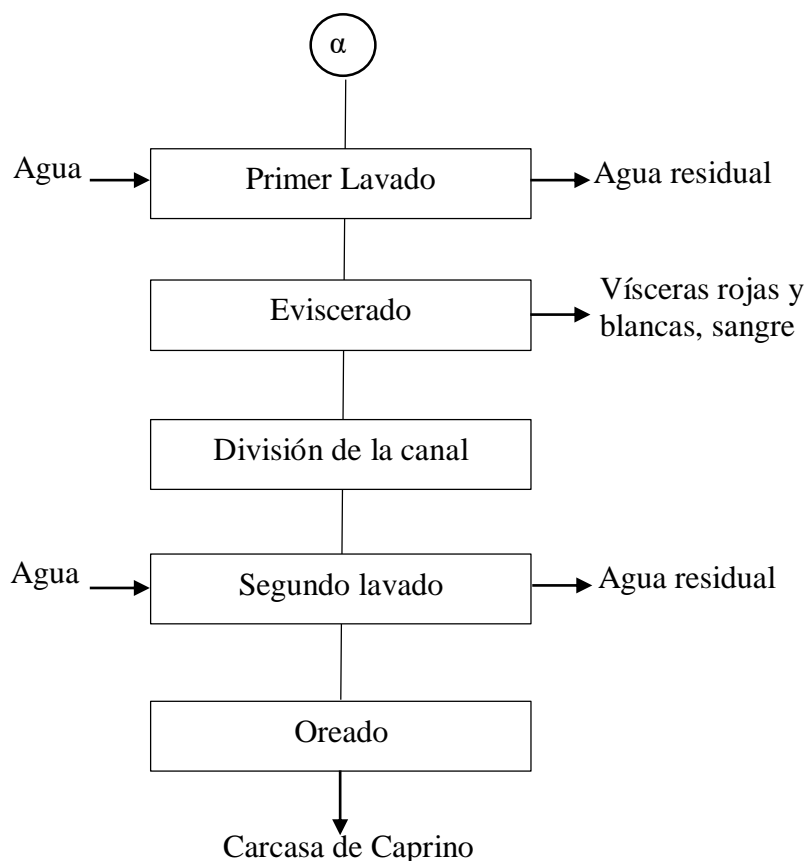 α
Agua
Primer Lavado
Agua residual
Eviscerado
Vísceras rojas y
blancas, sangre
División de la canal
Agua
Segundo lavado
Agua residual
Oreado
Carcasa de Caprino